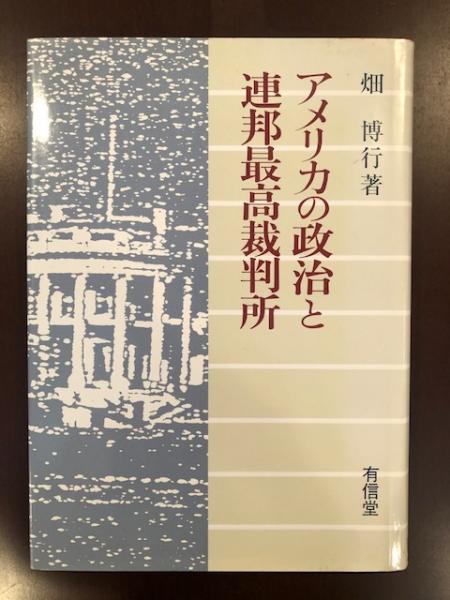 畑 博行著
アメリカの政治と
連邦最高裁判所
有信堂